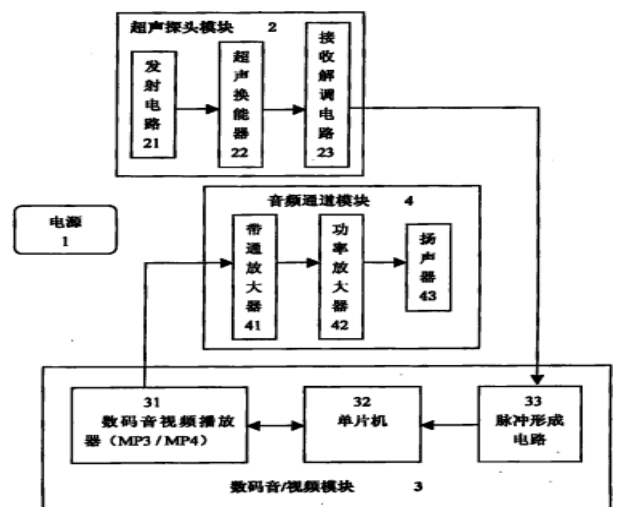 超声探头模块 2
发
射
电
路
21
超
声
换
能
器
22
接
收
解
调
电
路
23
音频通道模块 4
电源
1
带
通
放
大
器
41
功
率
放
大
器
42
扬
声
器
43
31
数码音视频播放
器（MP3 / MP4）
32
单片机
33
脉冲形成
电路
数码音/视频模块 3